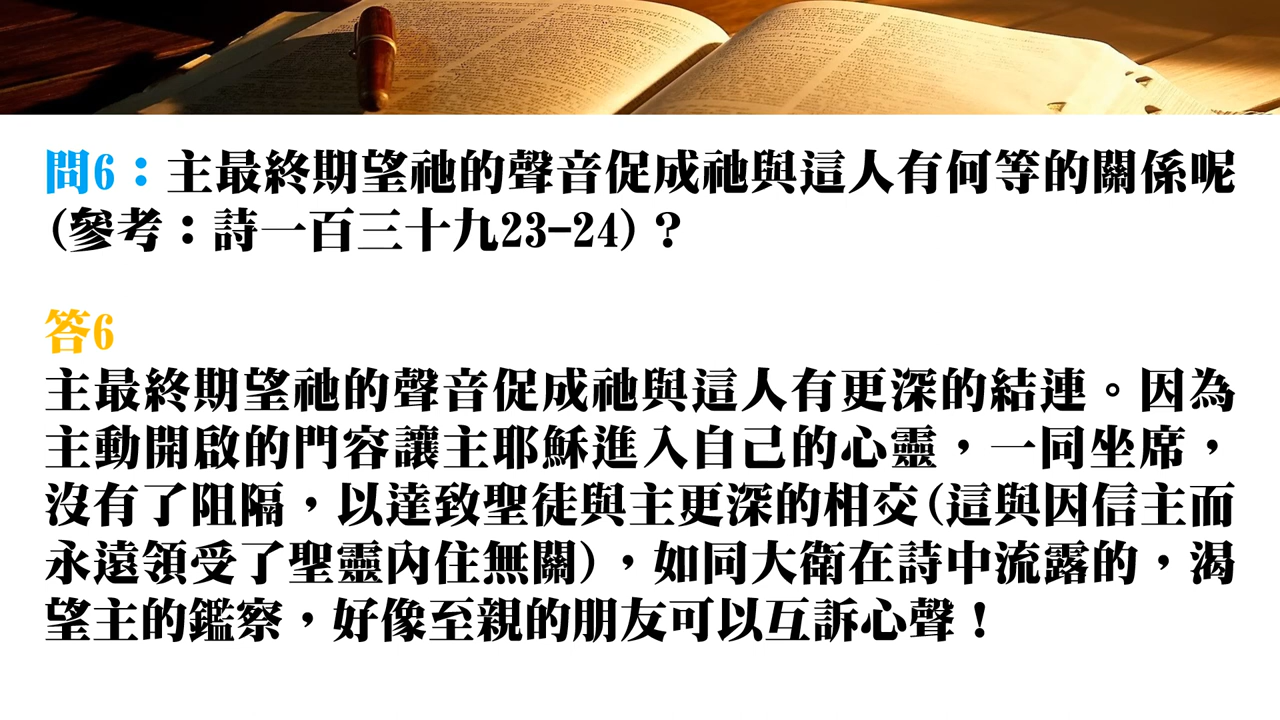 問6：主最終期望祂的聲音促成祂與這人有何等的關係呢
(參考：詩一百三十九23-24)？
答6
主最終期望祂的聲音促成祂與這人有更深的結連。因為
主動開啟的門容讓主耶穌進入自己的心靈，一同坐席，
沒有了阻隔，以達致聖徒與主更深的相交(這與因信主而
永遠領受了聖靈內住無關)，如同大衛在詩中流露的，渴
望主的鑑察，好像至親的朋友可以互訴心聲！